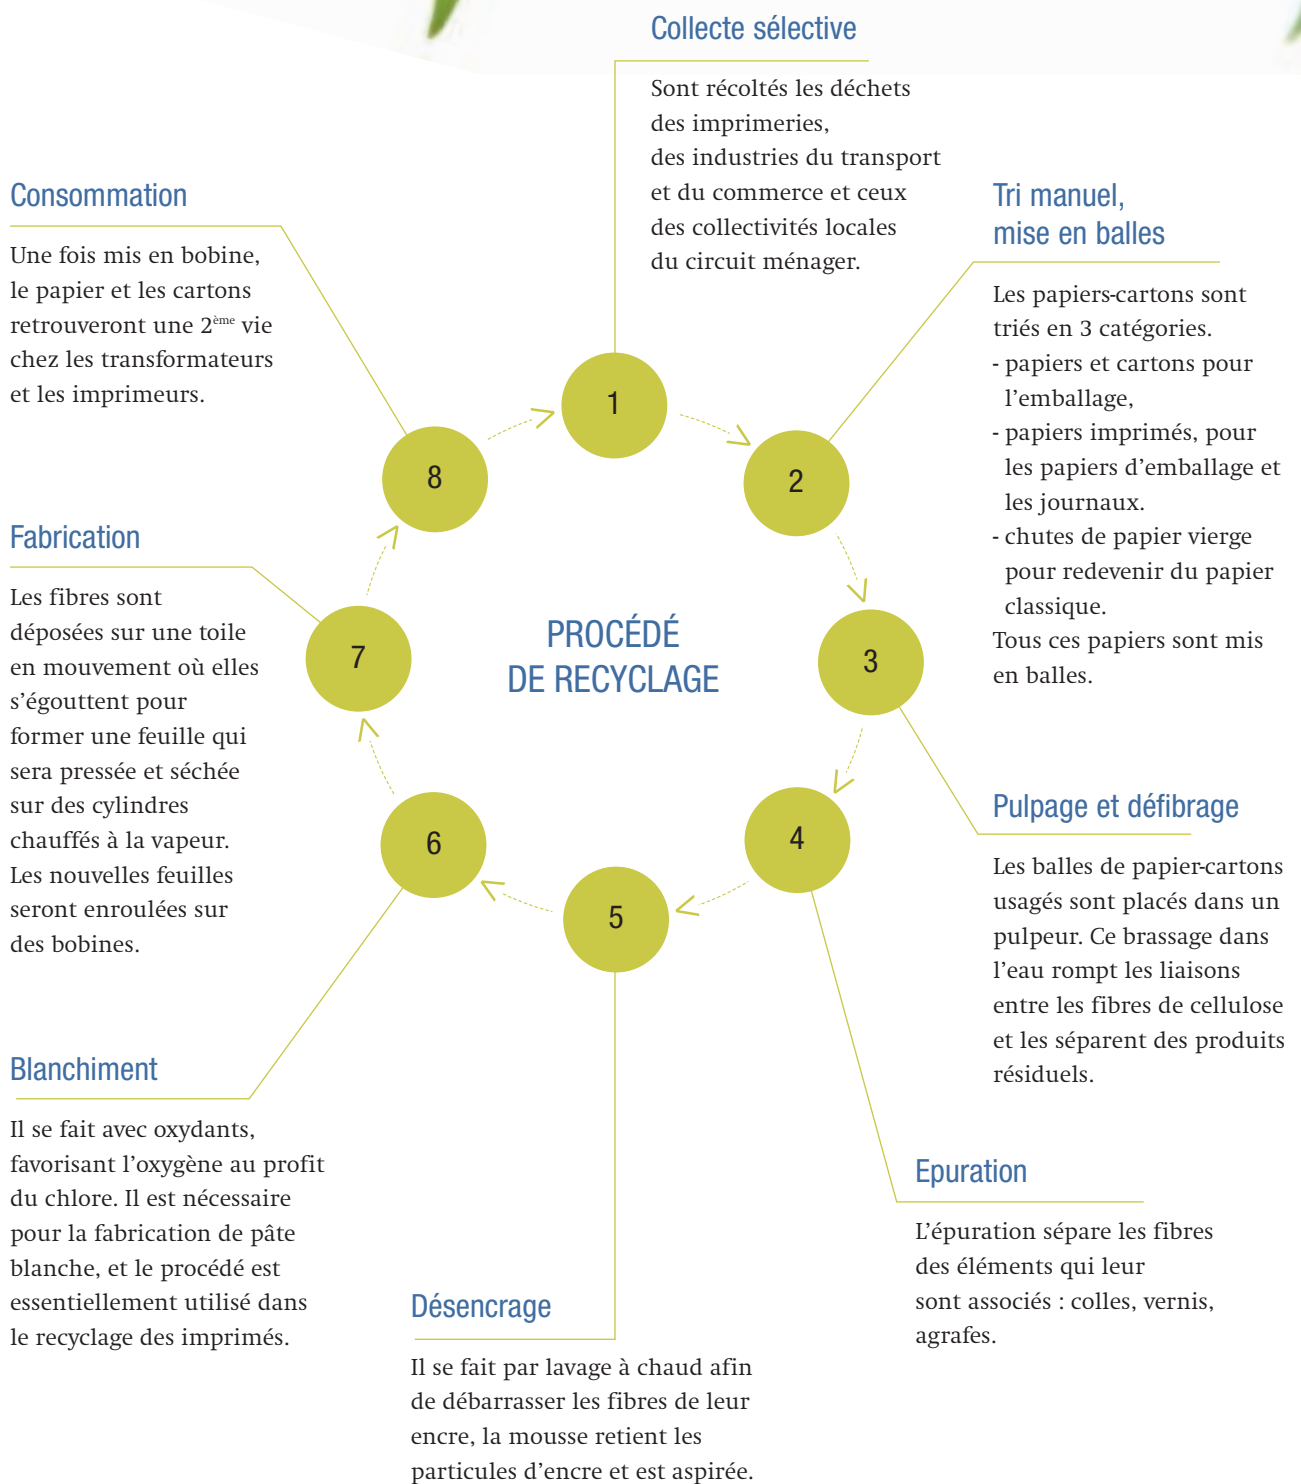 Collecte sélective
Sont récoltés les déchets
des imprimeries,
des industries du transport
et du commerce et ceux
des collectivités locales
du circuit ménager.
Tri manuel,
mise en balles
Les papiers-cartons sont
triés en 3 catégories.
- papiers et cartons pour
l’emballage,
- papiers imprimés, pour
les papiers d’emballage et
les journaux.
- chutes de papier vierge
pour redevenir du papier
classique.
Tous ces papiers sont mis
en balles.
Pulpage et défibrage
Les balles de papier-cartons
usagés sont placés dans un
pulpeur. Ce brassage dans
l’eau rompt les liaisons
entre les fibres de cellulose
et les séparent des produits
résiduels.
Epuration
L’épuration sépare les fibres
des éléments qui leur
sont associés : colles, vernis,
agrafes.
Désencrage
Il se fait par lavage à chaud afin
de débarrasser les fibres de leur
encre, la mousse retient les
particules d’encre et est aspirée.
Blanchiment
Il se fait avec oxydants,
favorisant l’oxygène au profit
du chlore. Il est nécessaire
pour la fabrication de pâte
blanche, et le procédé est
essentiellement utilisé dans
le recyclage des imprimés.
Fabrication
Les fibres sont
déposées sur une toile
en mouvement où elles
s’égouttent pour
former une feuille qui
sera pressée et séchée
sur des cylindres
chauffés à la vapeur.
Les nouvelles feuilles
seront enroulées sur
des bobines.
Consommation
Une fois mis en bobine,
le papier et les cartons
retrouveront une 2ème vie
chez les transformateurs
et les imprimeurs.
PROCÉDÉ
DE RECYCLAGE
1
2
3
4
5
6
7
8